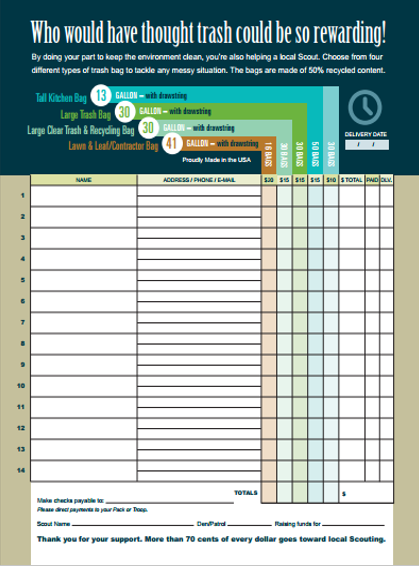 Who would have thought trash could be so rewarding!
By doing your part to keep the environment clean, you're also helping a local Scout. Choose from four
different types of trash bag to tackle any messy situation. The bags are made of 50% recycled content.
Tall Kitchen Bag 13 GALLON – with drawstring
Large Trash Bag 30 GALLON – with drawstring
Large Clear Trash & Recycling Bag 30 GALLON – with drawstring
Lawn & Leaf/Contractor Bag 41 GALLON – with drawstring
Proudly Made in the USA
DELIVERY DATE
/ /
BAGS
30 BAGS
30 BAGS
50 BAGS
30 BAGS
NAME ADDRESS / PHONE / E-MAIL $20 $15 $15 $15 $10 $ TOTAL PAID DLV.
1
2
3
4
5
6
7
8
9
10
11
12
13
14
TOTALS $
Make checks payable to:
Please direct payments to your Pack or Troop.
Scout Name Den/Patrol Raising funds for
Thank you for your support. More than 70 cents of every dollar goes toward local Scouting.